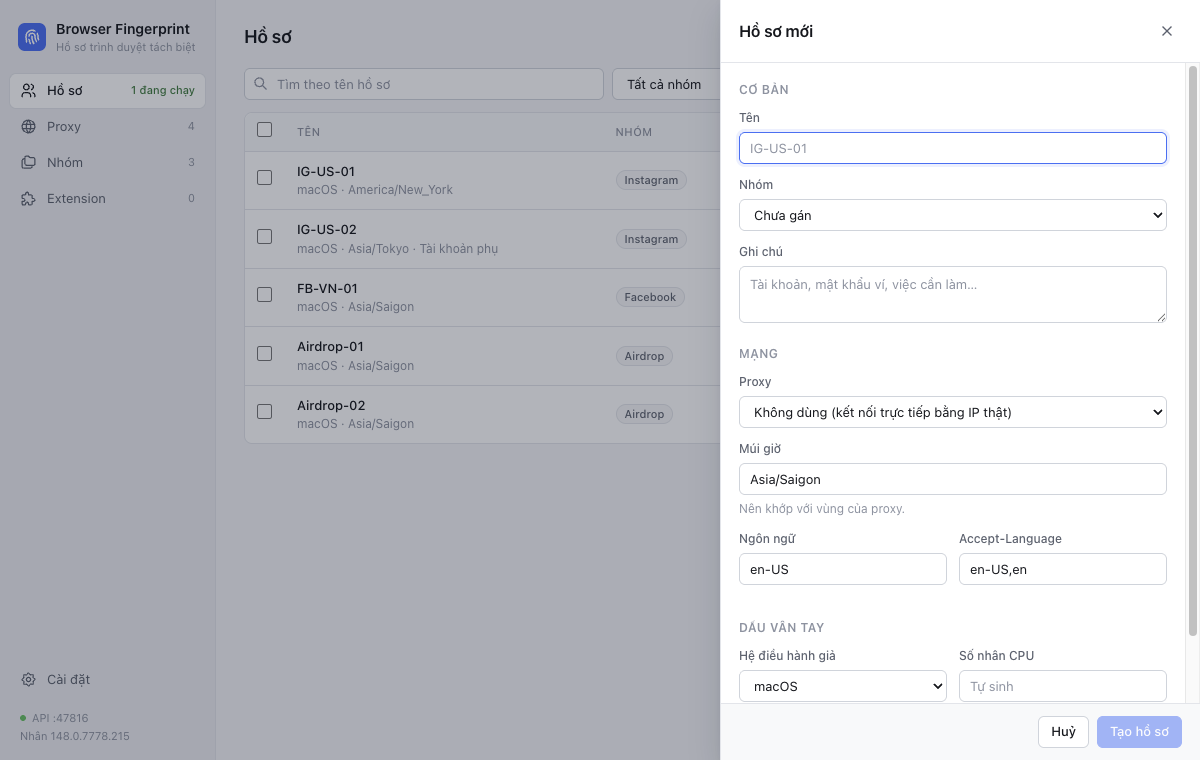 Browser Fingerprint
Hồ sơ trình duyệt tách biệt
Hồ sơ
1 đang chạy
Proxy
4
Nhóm
3
Extension
0
Cài đặt
API :47816
Nhân 148.0.7778.215
Hồ sơ
Tìm theo tên hồ sơ
Tất cả nhóm
TÊN
NHÓM
IG-US-01
macOS · America/New_York
Instagram
IG-US-02
macOS · Asia/Tokyo · Tài khoản phụ
Instagram
FB-VN-01
macOS · Asia/Saigon
Facebook
Airdrop-01
macOS · Asia/Saigon
Airdrop
Airdrop-02
macOS · Asia/Saigon
Airdrop
Hồ sơ mới
CƠ BẢN
Tên
IG-US-01
Nhóm
Chưa gán
Ghi chú
Tài khoản, mật khẩu ví, việc cần làm…
MẠNG
Proxy
Không dùng (kết nối trực tiếp bằng IP thật)
Múi giờ
Asia/Saigon
Nên khớp với vùng của proxy.
Ngôn ngữ
Accept-Language
en-US
en-US,en
DẤU VÂN TAY
Hệ điều hành giả
Số nhân CPU
macOS
Tự sinh
Huỷ
Tạo hồ sơ